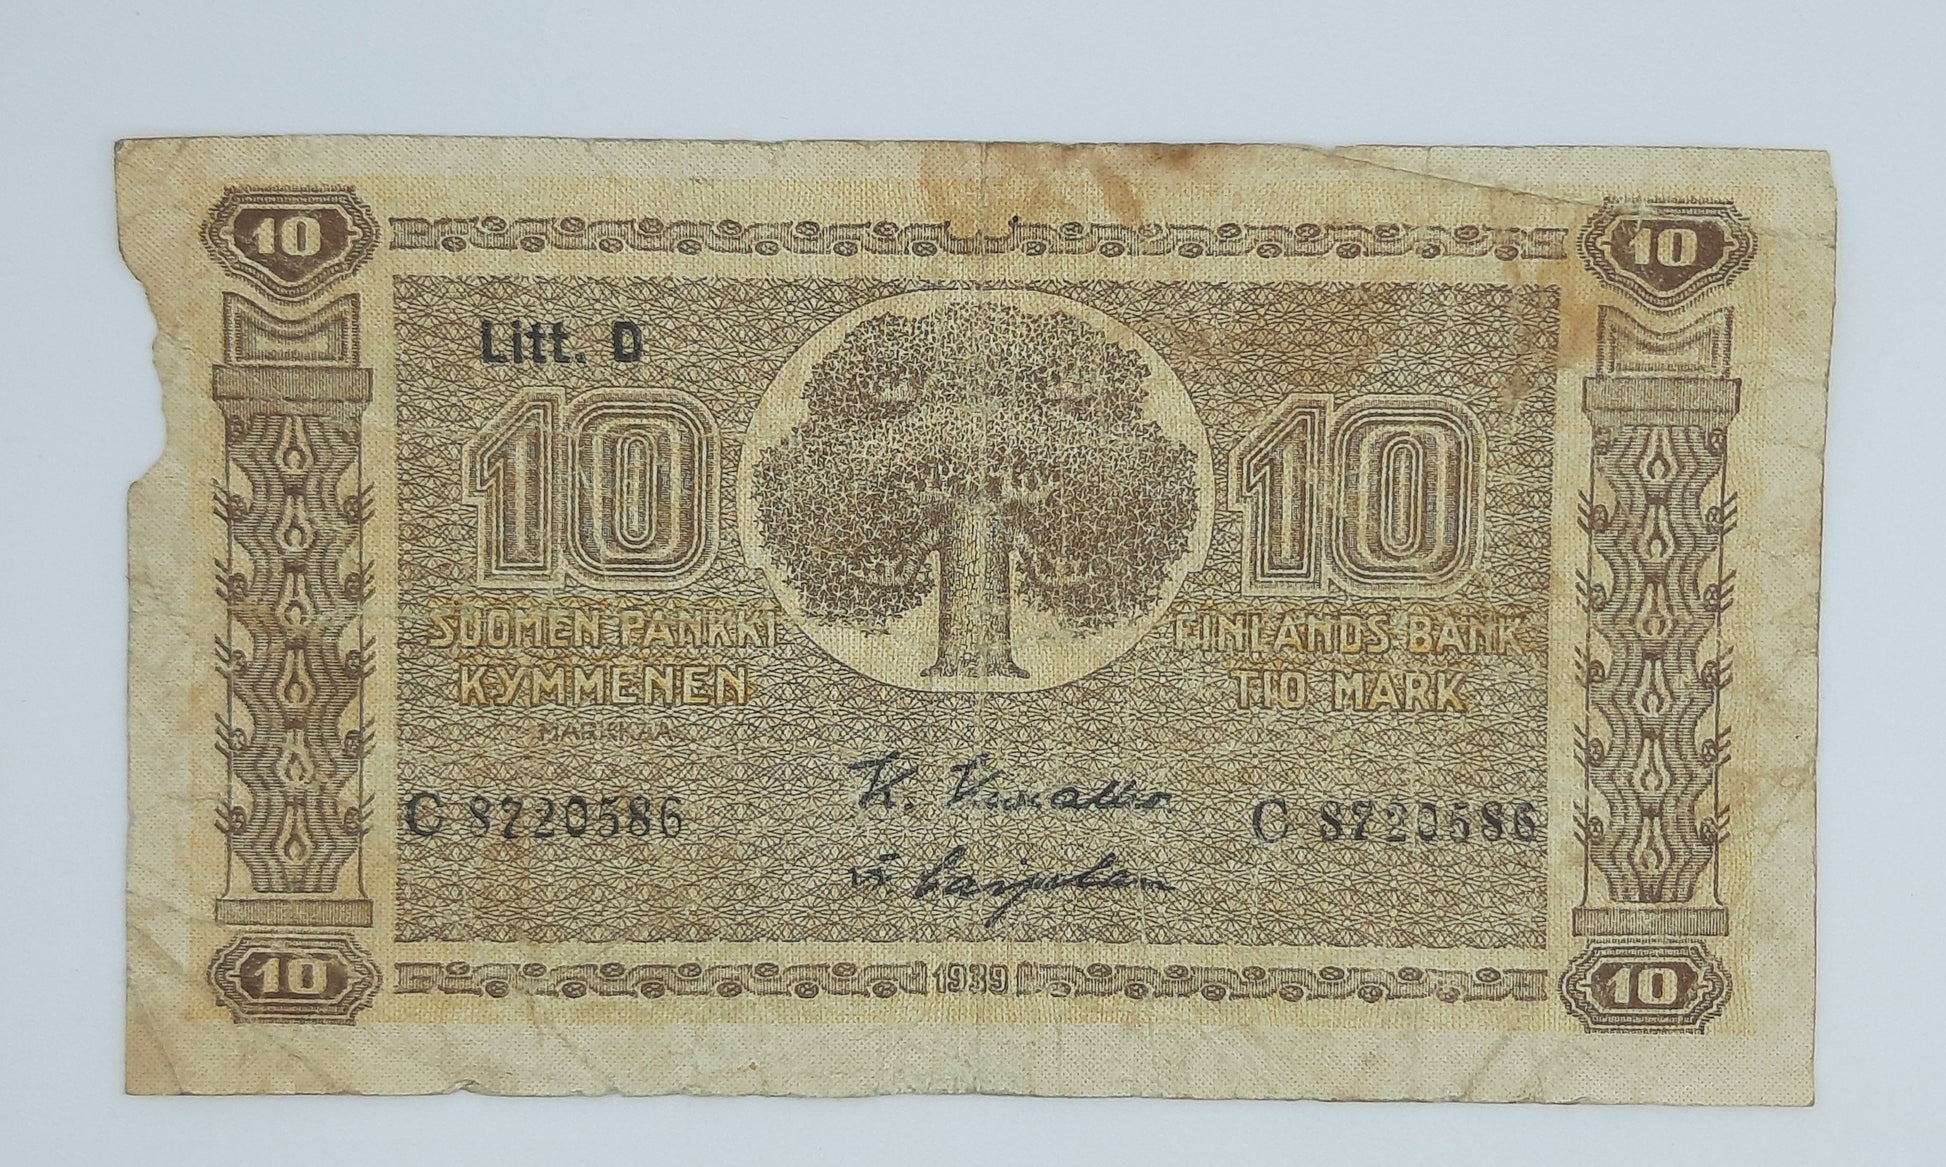 10 10
Litt. D
10 10
SUOMEN PANKKI FINLANDS BANK
KYMMENEN TIO MARK
MARKKAA
C 8720586 K. C 8720586
10 1939 10